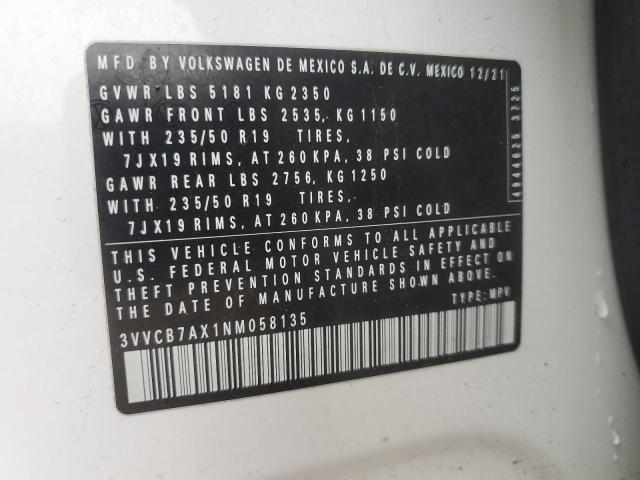 MFD BY VOLKSWAGEN DE MEXICO S.A. DE C.V. MEXICO 12/21
GVWR LBS 5181 KG 2350
GAWR FRONT LBS 2535, KG 1150
WITH 235/50 R19 TIRES,
7JX19 RIMS, AT 260 KPA, 38 PSI COLD
GAWR REAR LBS 2756, KG 1250
WITH 235/50 R19 TIRES,
7JX19 RIMS, AT 260 KPA, 38 PSI COLD
THIS VEHICLE CONFORMS TO ALL APPLICABLE
U.S. FEDERAL MOTOR VEHICLE SAFETY AND
THEFT PREVENTION STANDARDS IN EFFECT ON
THE DATE OF MANUFACTURE SHOWN ABOVE.
3VVCB7AX1NM058135 TYPE: MPV
4944625 3725